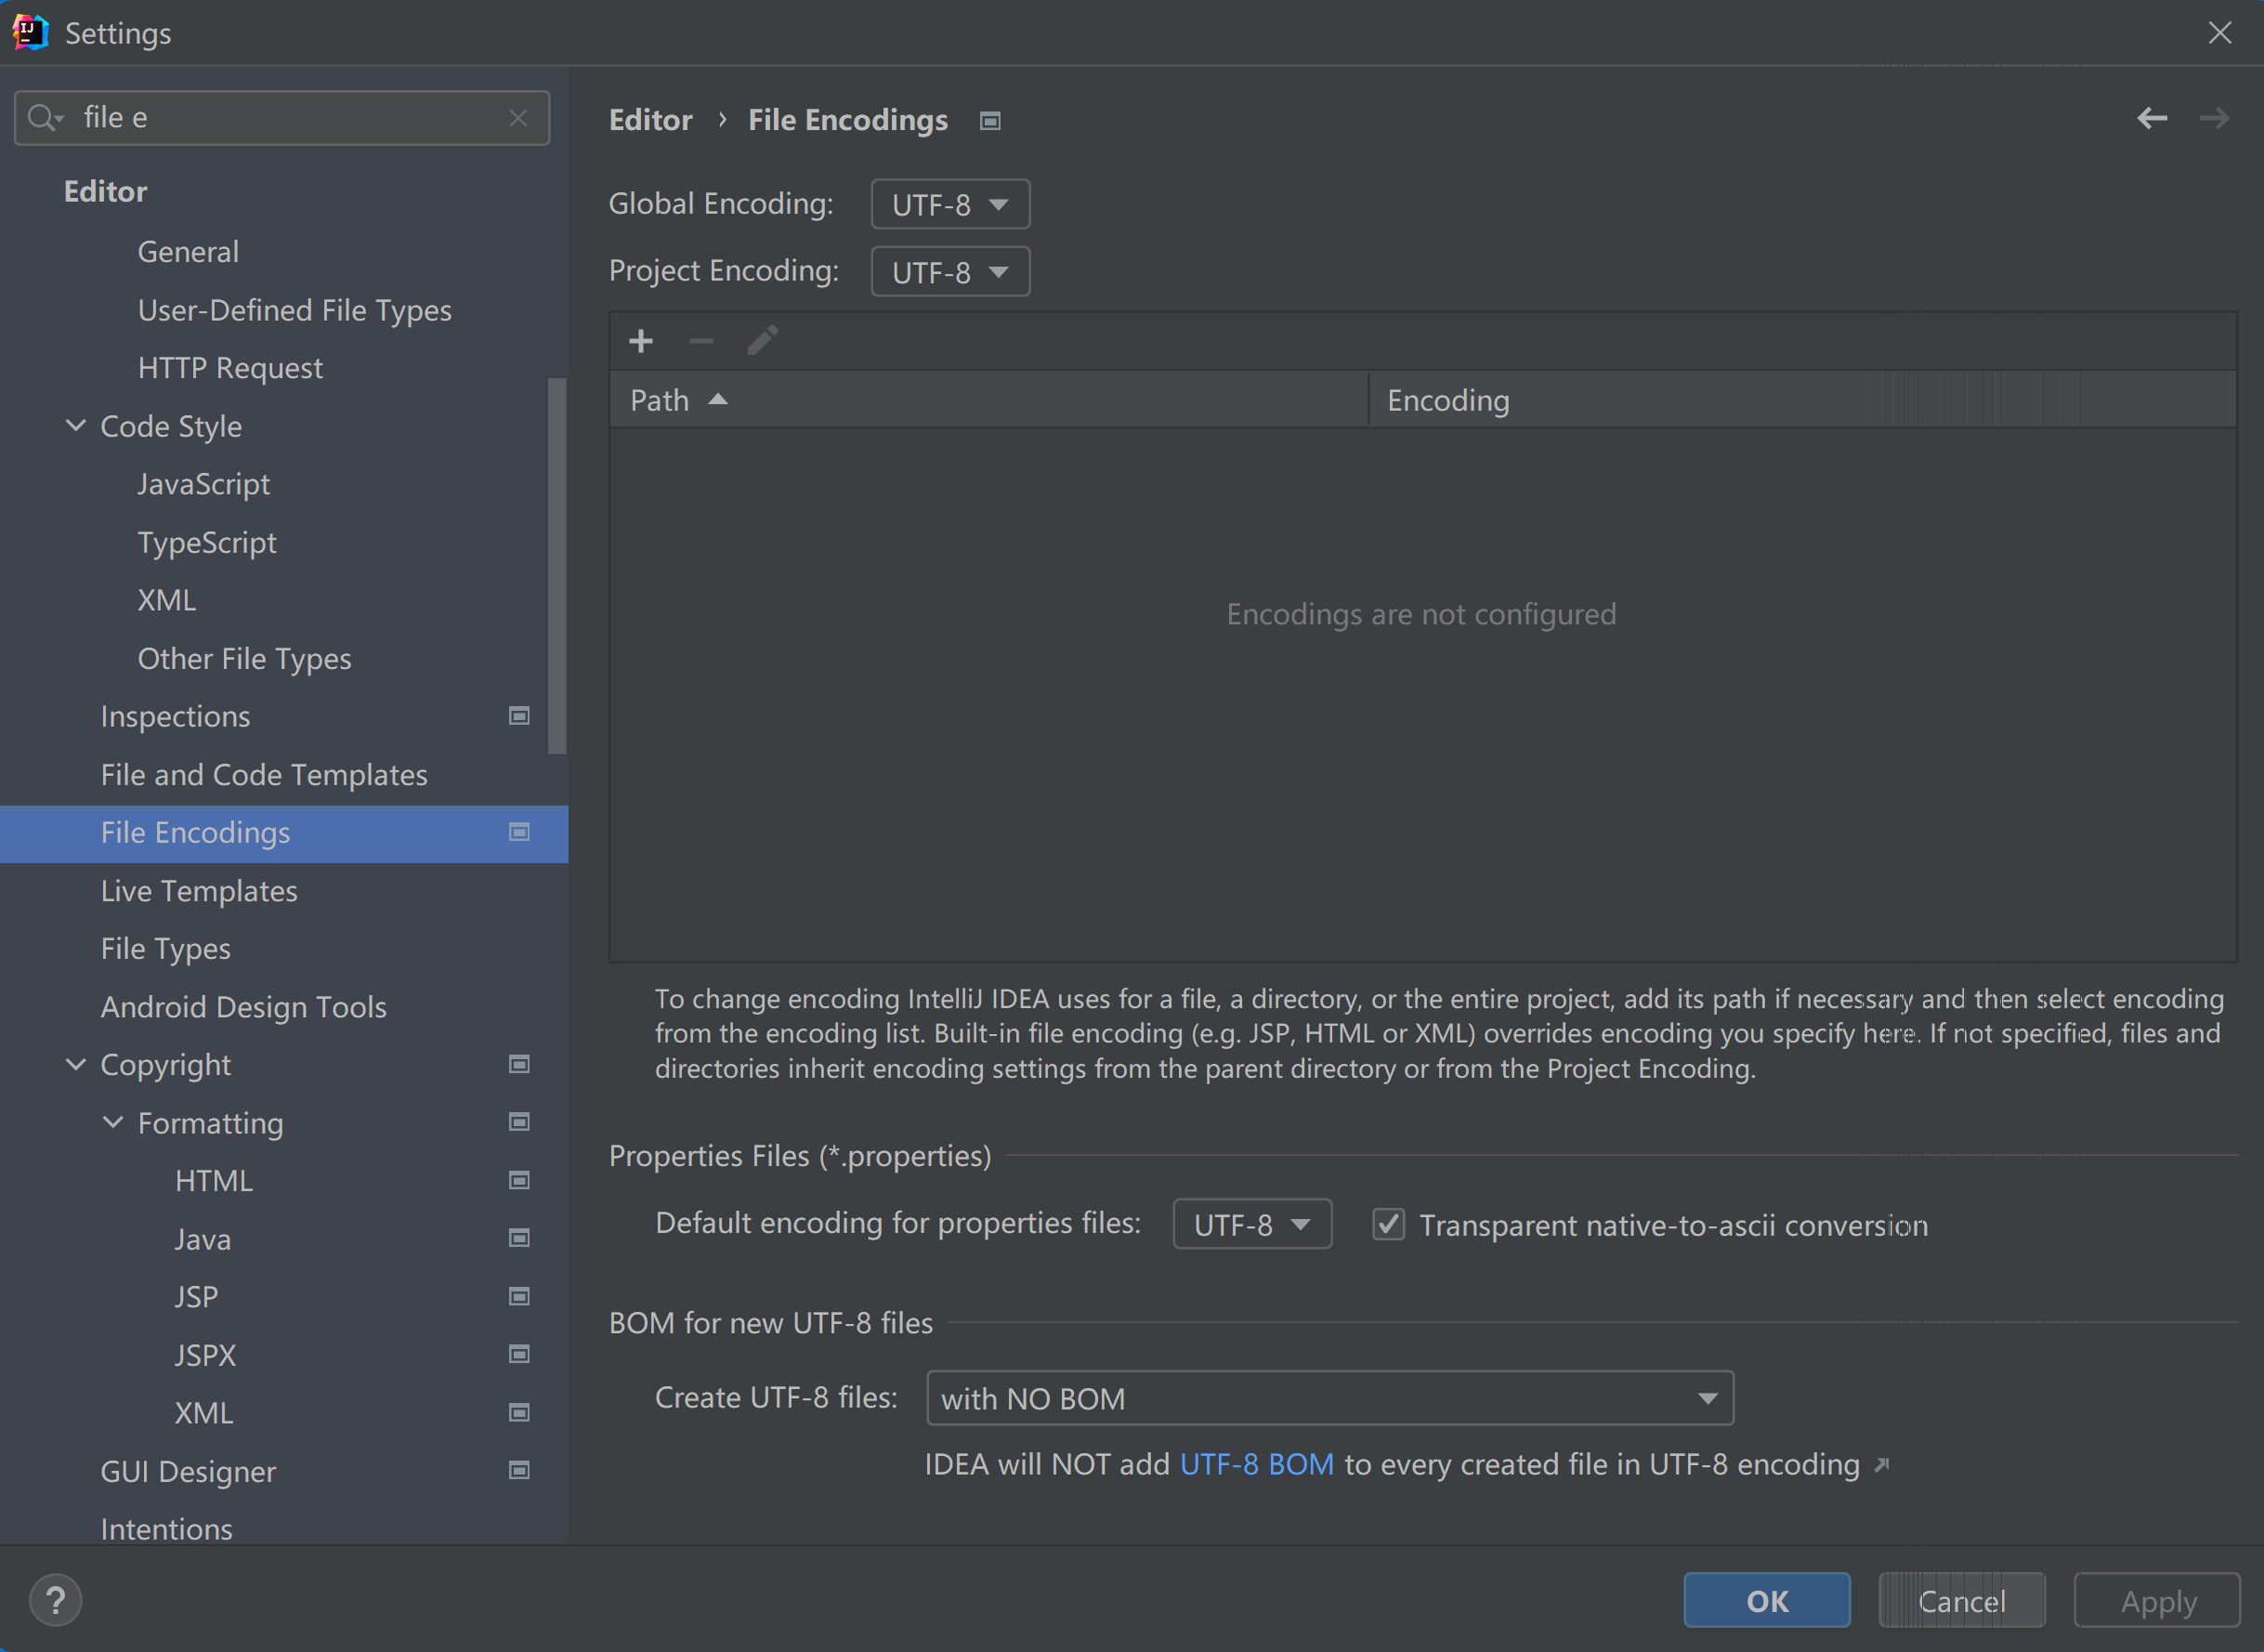 Settings
file e
Editor
General
User-Defined File Types
HTTP Request
Code Style
JavaScript
TypeScript
XML
Other File Types
Inspections
File and Code Templates
File Encodings
Live Templates
File Types
Android Design Tools
Copyright
Formatting
HTML
Java
JSP
JSPX
XML
GUI Designer
Intentions
Editor › File Encodings
Global Encoding: UTF-8
Project Encoding: UTF-8
Path Encoding
Encodings are not configured
To change encoding IntelliJ IDEA uses for a file, a directory, or the entire project, add its path if necessary and then select encoding
from the encoding list. Built-in file encoding (e.g. JSP, HTML or XML) overrides encoding you specify here. If not specified, files and
directories inherit encoding settings from the parent directory or from the Project Encoding.
Properties Files (*.properties)
Default encoding for properties files: UTF-8 Transparent native-to-ascii conversion
BOM for new UTF-8 files
Create UTF-8 files: with NO BOM
IDEA will NOT add UTF-8 BOM to every created file in UTF-8 encoding
? OK Cancel Apply